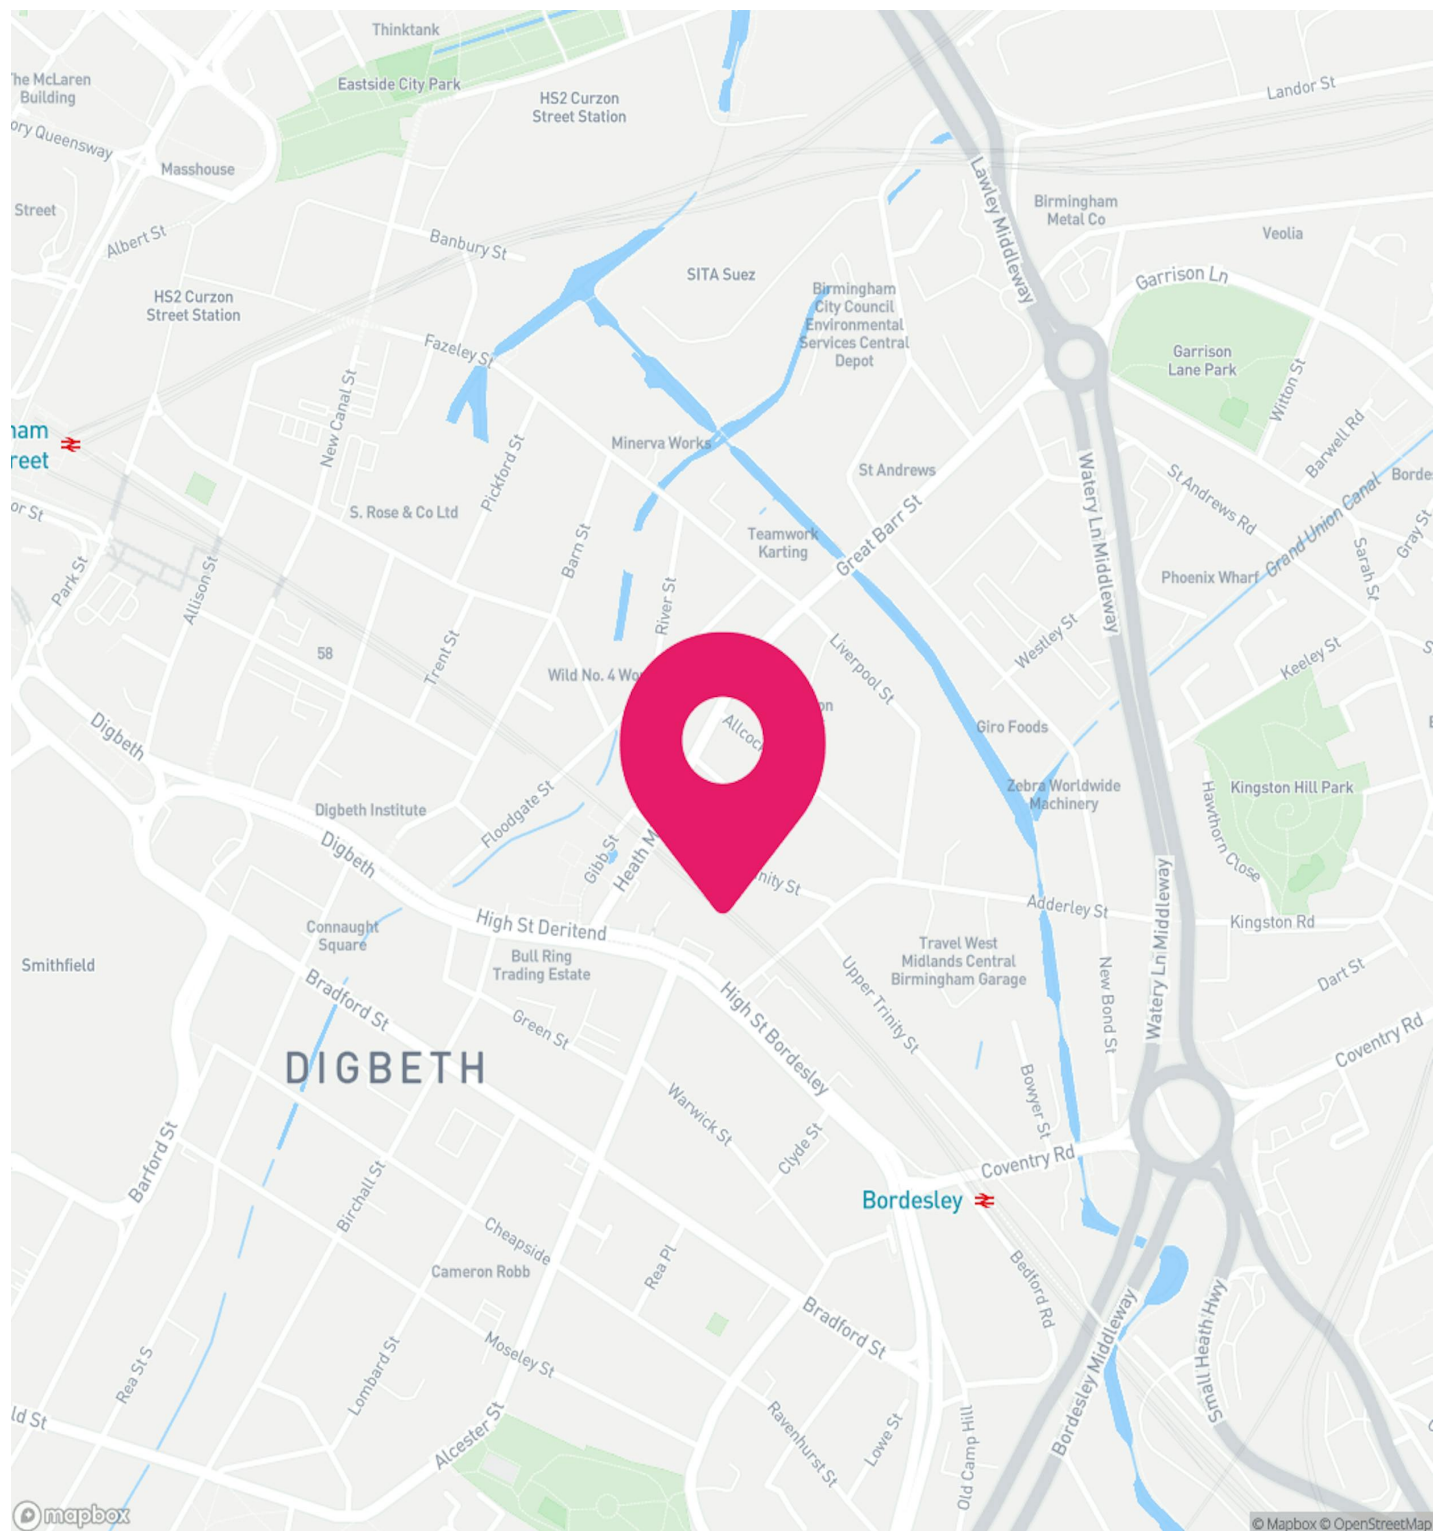 Thinktank
Eastside City Park
The McLaren
Building
HS2 Curzon
Street Station
Landor St
ory Queensway
Masshouse
Lawley Middleway
Birmingham
Metal Co
Street
Albert St
Banbury St
Veolia
SITA Suez
Garrison Ln
HS2 Curzon
Street Station
Birmingham
City Council
Environmental
Services Central
Depot
Fazeley St
Garrison
Lane Park
New Canal St
Witton St
ham
reet
Minerva Works
Barwell Rd
Pickford St
St Andrews
Watery Ln Middleway
St Andrews Rd
Borde
or St
S. Rose & Co Ltd
Great Barr St
Grand Union Canal
Gray St
Teamwork
Karting
Barn St
Park St
Allison St
River St
Phoenix Wharf
Sarah St
58
Trent St
Wild No. 4 Wo
Liverpool St
Westley St
Keeley St
on
Allcock
Digbeth
Giro Foods
Zebra Worldwide
Machinery
Kingston Hill Park
Digbeth Institute
Floodgate St
Hawthorn Close
Digbeth
Gibb St
Heath M
nity St
Watery Ln Middleway
Adderley St
Kingston Rd
High St Deritend
Connaught
Square
Bull Ring
Trading Estate
Travel West
Midlands Central
Birmingham Garage
Smithfield
Dart St
Bradford St
High St Bordesley
Upper Trinity St
New Bond St
Green St
Coventry Rd
DIGBETH
Warwick St
Bowyer St
Clyde St
Barford St
Coventry Rd
Birchall St
Bordesley
Cheapside
Rea Pl
Bedford Rd
Cameron Robb
Bradford St
Small Heath Hwy
Bordesley Middleway
Moseley St
Rea St S
Lombard St
ld St
Alcester St
Ravenhurst St
Lowe St
Old Camp Hill
mapbox
© Mapbox © OpenStreetMap